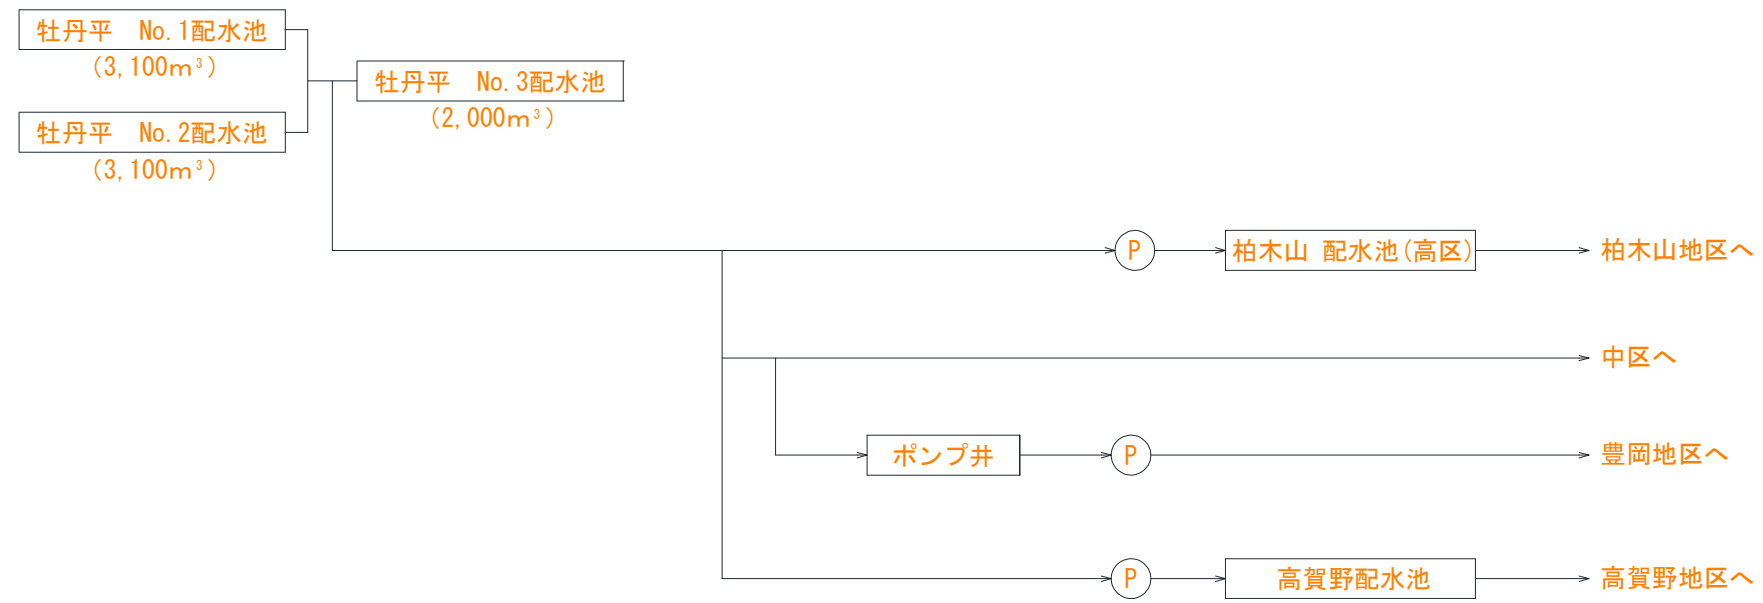 牡丹平　No.1配水池
（3,100m³）
牡丹平　No.3配水池
（2,000m³）
牡丹平　No.2配水池
（3,100m³）
P
柏木山 配水池(高区)
柏木山地区へ
中区へ
ポンプ井
P
豊岡地区へ
P
高賀野配水池
高賀野地区へ